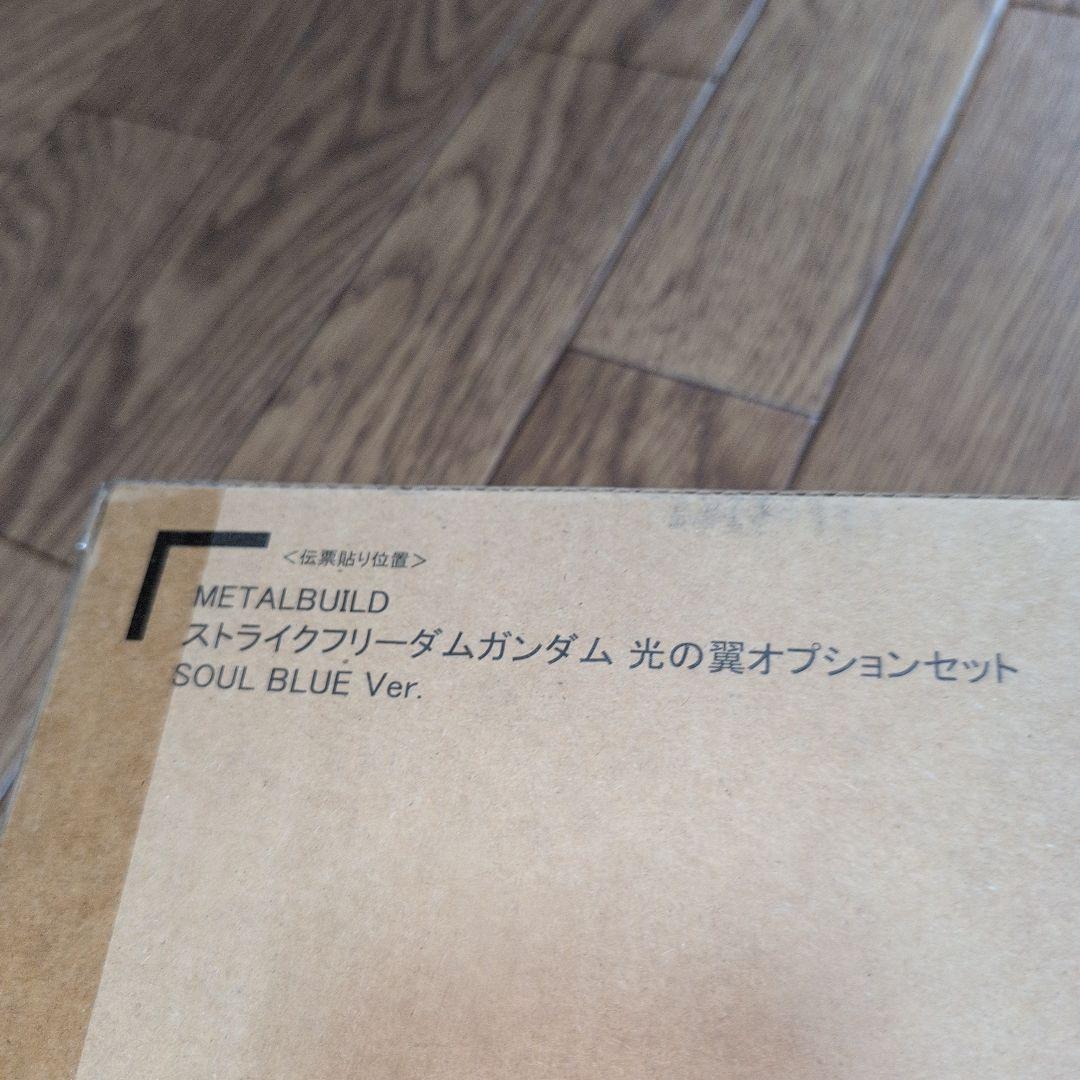 ＜伝票貼り位置＞
METALBUILD
ストライクフリーダムガンダム 光の翼オプションセット
SOUL BLUE Ver.